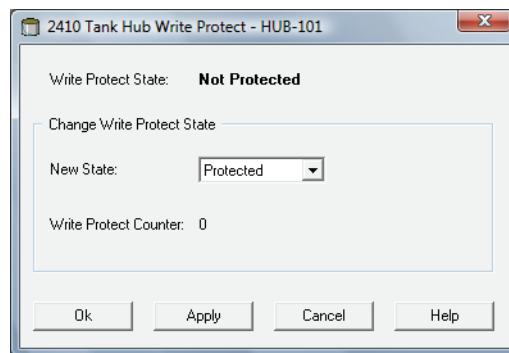 2410 Tank Hub Write Protect - HUB-101
Write Protect State: Not Protected
Change Write Protect State
New State: Protected
Write Protect Counter: 0
Ok Apply Cancel Help